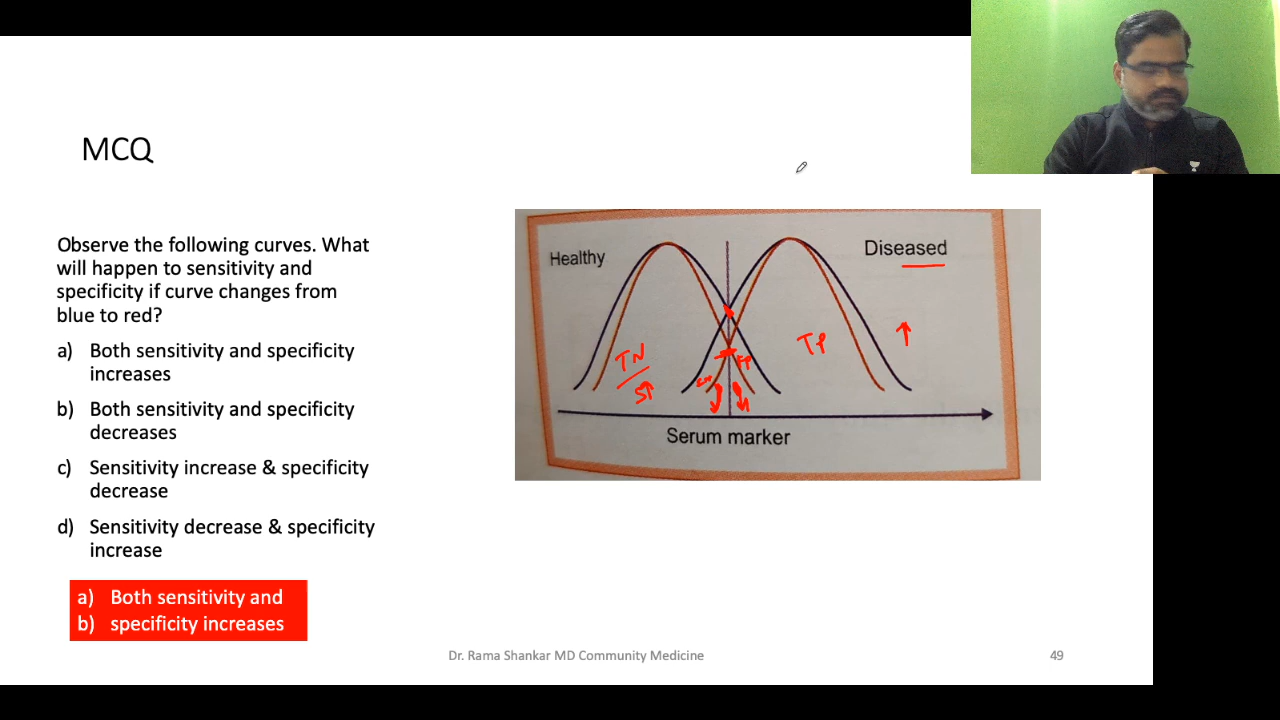 MCQ
Observe the following curves. What
will happen to sensitivity and
specificity if curve changes from
blue to red?
a) Both sensitivity and specificity
increases
b) Both sensitivity and specificity
decreases
c) Sensitivity increase & specificity
decrease
d) Sensitivity decrease & specificity
increase
a) Both sensitivity and
b) specificity increases
Healthy
Diseased
TN
TP
FP
Serum marker
Dr. Rama Shankar MD Community Medicine
49